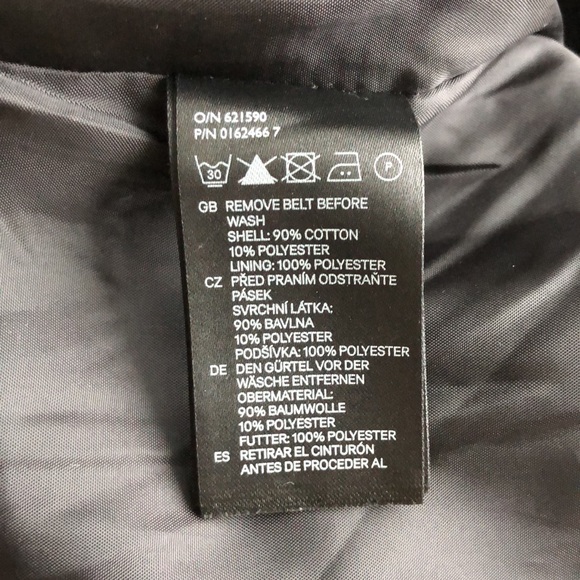 O/N 621590
P/N 0162466 7
30 P
GB REMOVE BELT BEFORE
WASH
SHELL: 90% COTTON
10% POLYESTER
LINING: 100% POLYESTER
CZ PŘED PRANÍM ODSTRAŇTE
PÁSEK
SVRCHNÍ LÁTKA:
90% BAVLNA
10% POLYESTER
PODŠÍVKA: 100% POLYESTER
DE DEN GÜRTEL VOR DER
WÄSCHE ENTFERNEN
OBERMATERIAL:
90% BAUMWOLLE
10% POLYESTER
FUTTER: 100% POLYESTER
ES RETIRAR EL CINTURÓN
ANTES DE PROCEDER AL